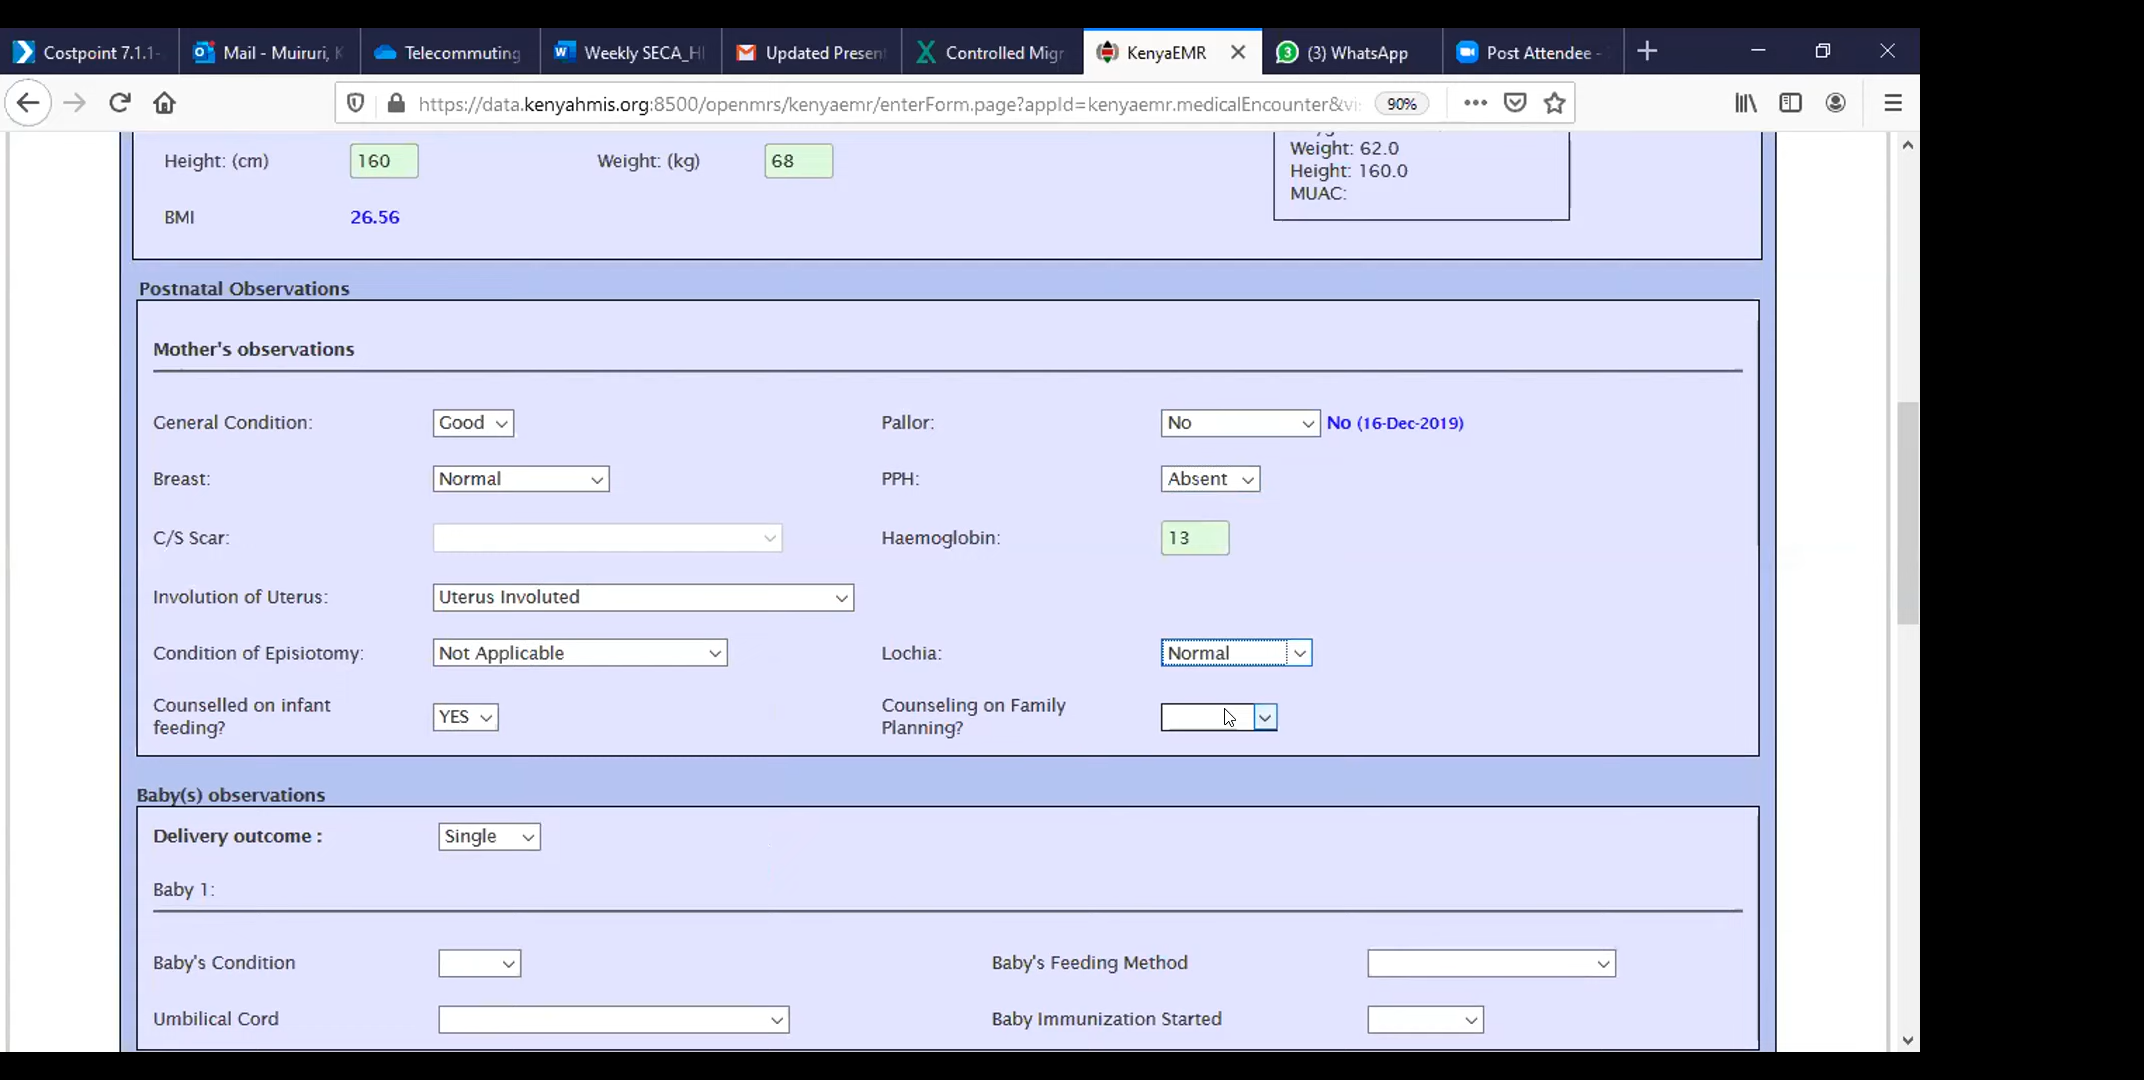 Costpoint 7.1.1-
Mail - Muiruri, K
Telecommuting
Weekly SECA_HI
Updated Present
Controlled Migr
KenyaEMR
(3) WhatsApp
Post Attendee -
https://data.kenyahmis.org:8500/openmrs/kenyaemr/enterForm.page?appId=kenyaemr.medicalEncounter&vi
90%
Height: (cm) 160 Weight: (kg) 68
Weight: 62.0
Height: 160.0
MUAC:
BMI 26.56
Postnatal Observations
Mother's observations
General Condition: Good Pallor: No No (16-Dec-2019)
Breast: Normal PPH: Absent
C/S Scar: Haemoglobin: 13
Involution of Uterus: Uterus Involuted
Condition of Episiotomy: Not Applicable Lochia: Normal
Counselled on infant
feeding? YES
Counseling on Family
Planning?
Baby(s) observations
Delivery outcome : Single
Baby 1:
Baby's Condition Baby's Feeding Method
Umbilical Cord Baby Immunization Started